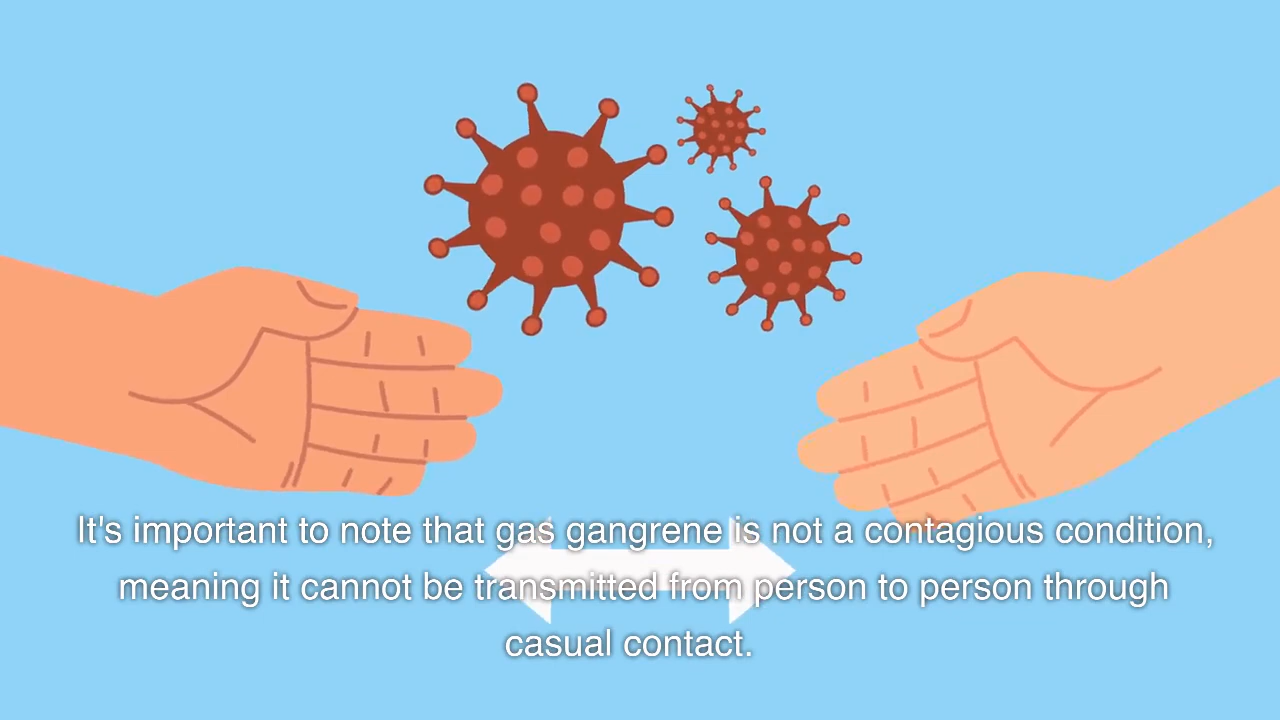 It's important to note that gas gangrene is not a contagious condition,
meaning it cannot be transmitted from person to person through
casual contact.